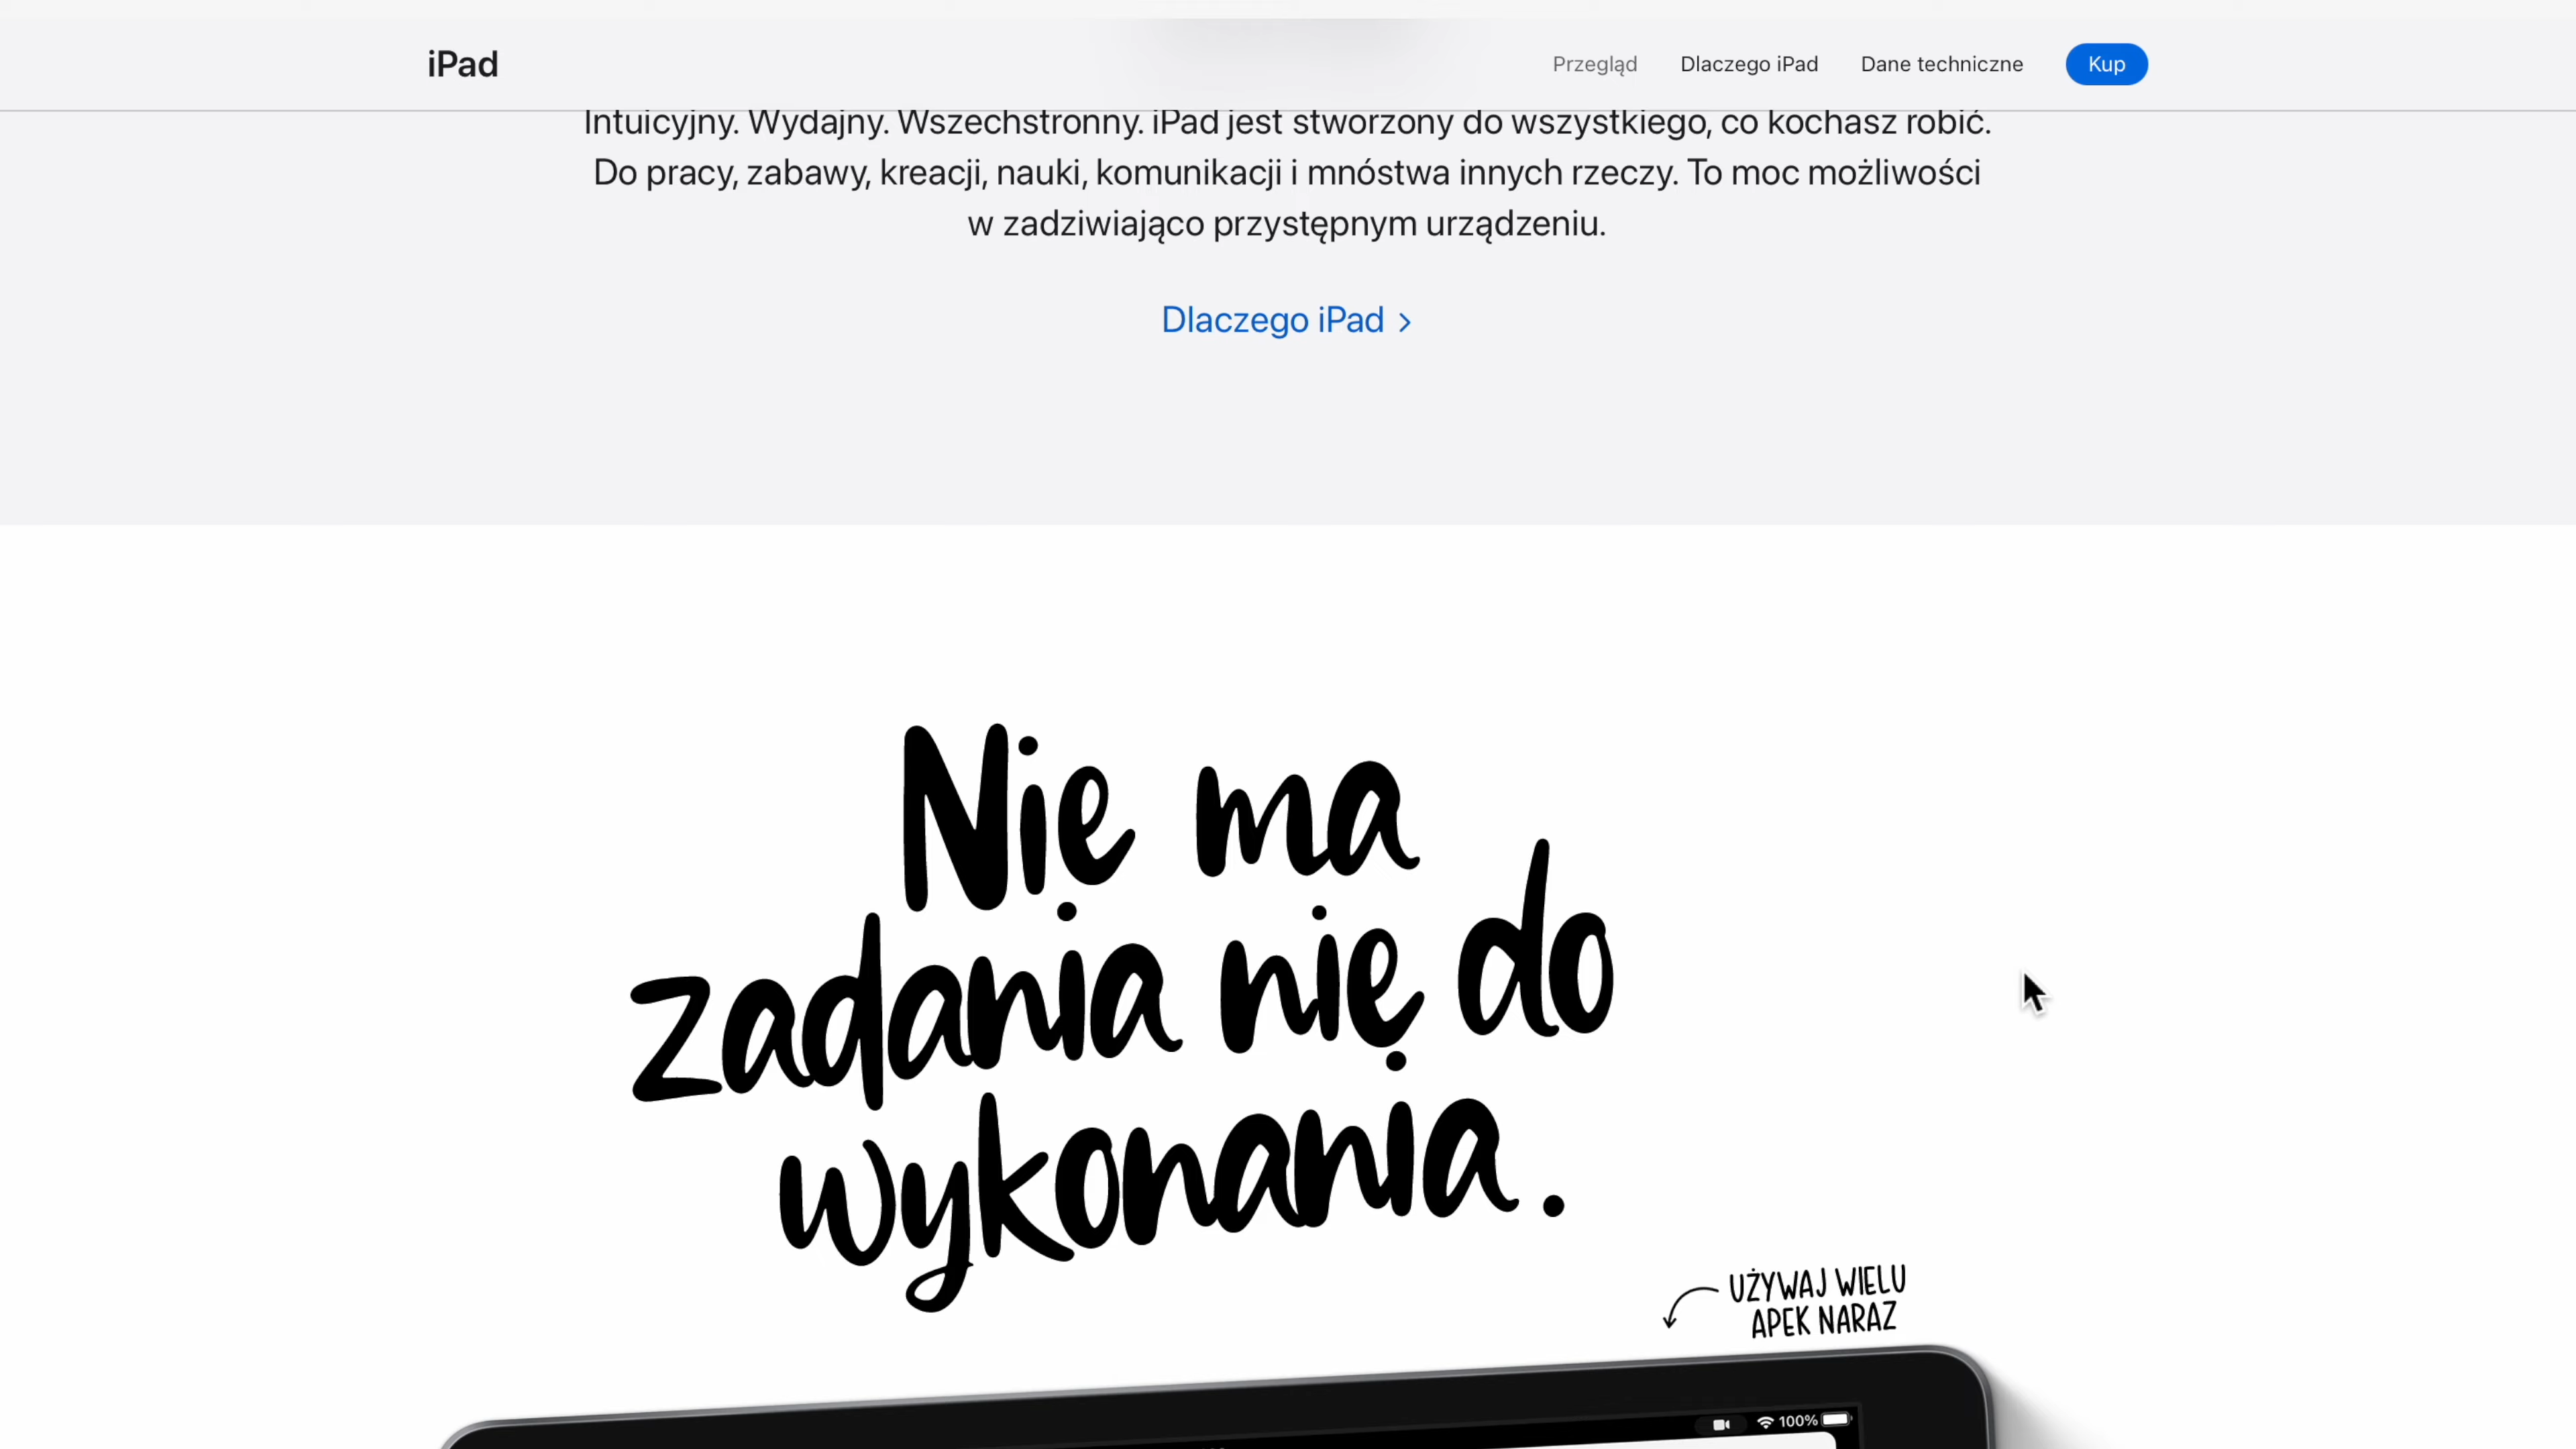 iPad
Przegląd
Dlaczego iPad
Dane techniczne
Kup
Intuicyjny. Wydajny. Wszechstronny. iPad jest stworzony do wszystkiego, co kochasz robić.
Do pracy, zabawy, kreacji, nauki, komunikacji i mnóstwa innych rzeczy. To moc możliwości
w zadziwiająco przystępnym urządzeniu.
Dlaczego iPad >
Nie ma
zadania nie do
wykonania.
UŻYWAJ WIELU
APEK NARAZ
100%